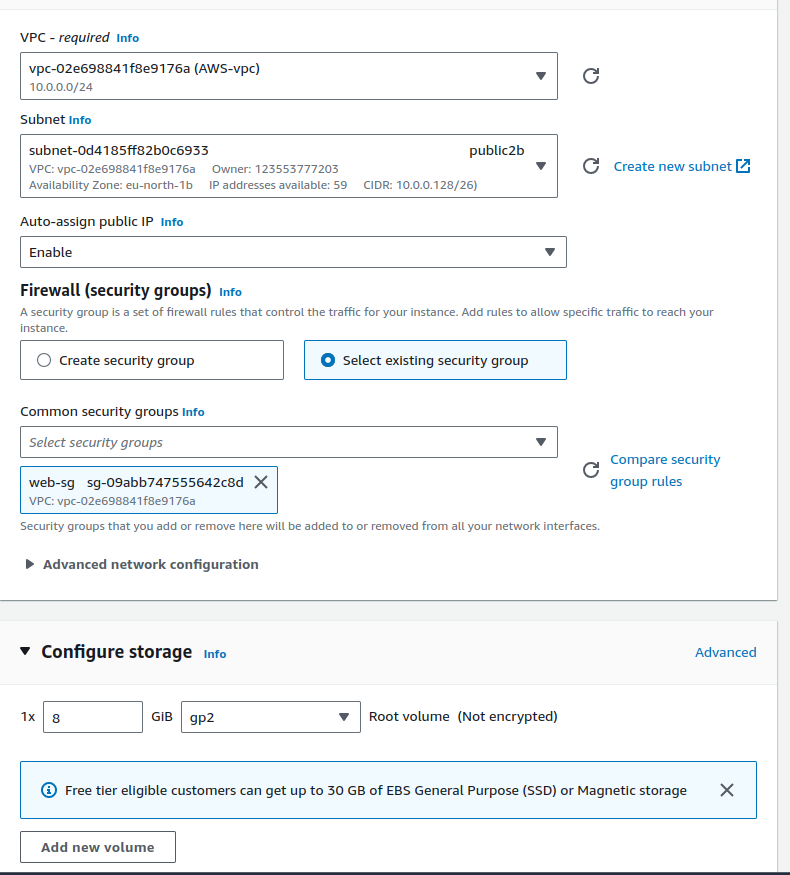 VPC - required Info
vpc-02e698841f8e9176a (AWS-vpc)
10.0.0.0/24
Subnet Info
subnet-0d4185ff82b0c6933 public2b
VPC: vpc-02e698841f8e9176a Owner: 123553777203
Availability Zone: eu-north-1b IP addresses available: 59 CIDR: 10.0.0.128/26)
Create new subnet
Auto-assign public IP Info
Enable
Firewall (security groups) Info
A security group is a set of firewall rules that control the traffic for your instance. Add rules to allow specific traffic to reach your
instance.
Create security group
Select existing security group
Common security groups Info
Select security groups
Compare security
group rules
web-sg sg-09abb747555642c8d
VPC: vpc-02e698841f8e9176a
Security groups that you add or remove here will be added to or removed from all your network interfaces.
Advanced network configuration
Configure storage Info
Advanced
1x 8 GiB gp2 Root volume (Not encrypted)
Free tier eligible customers can get up to 30 GB of EBS General Purpose (SSD) or Magnetic storage
Add new volume